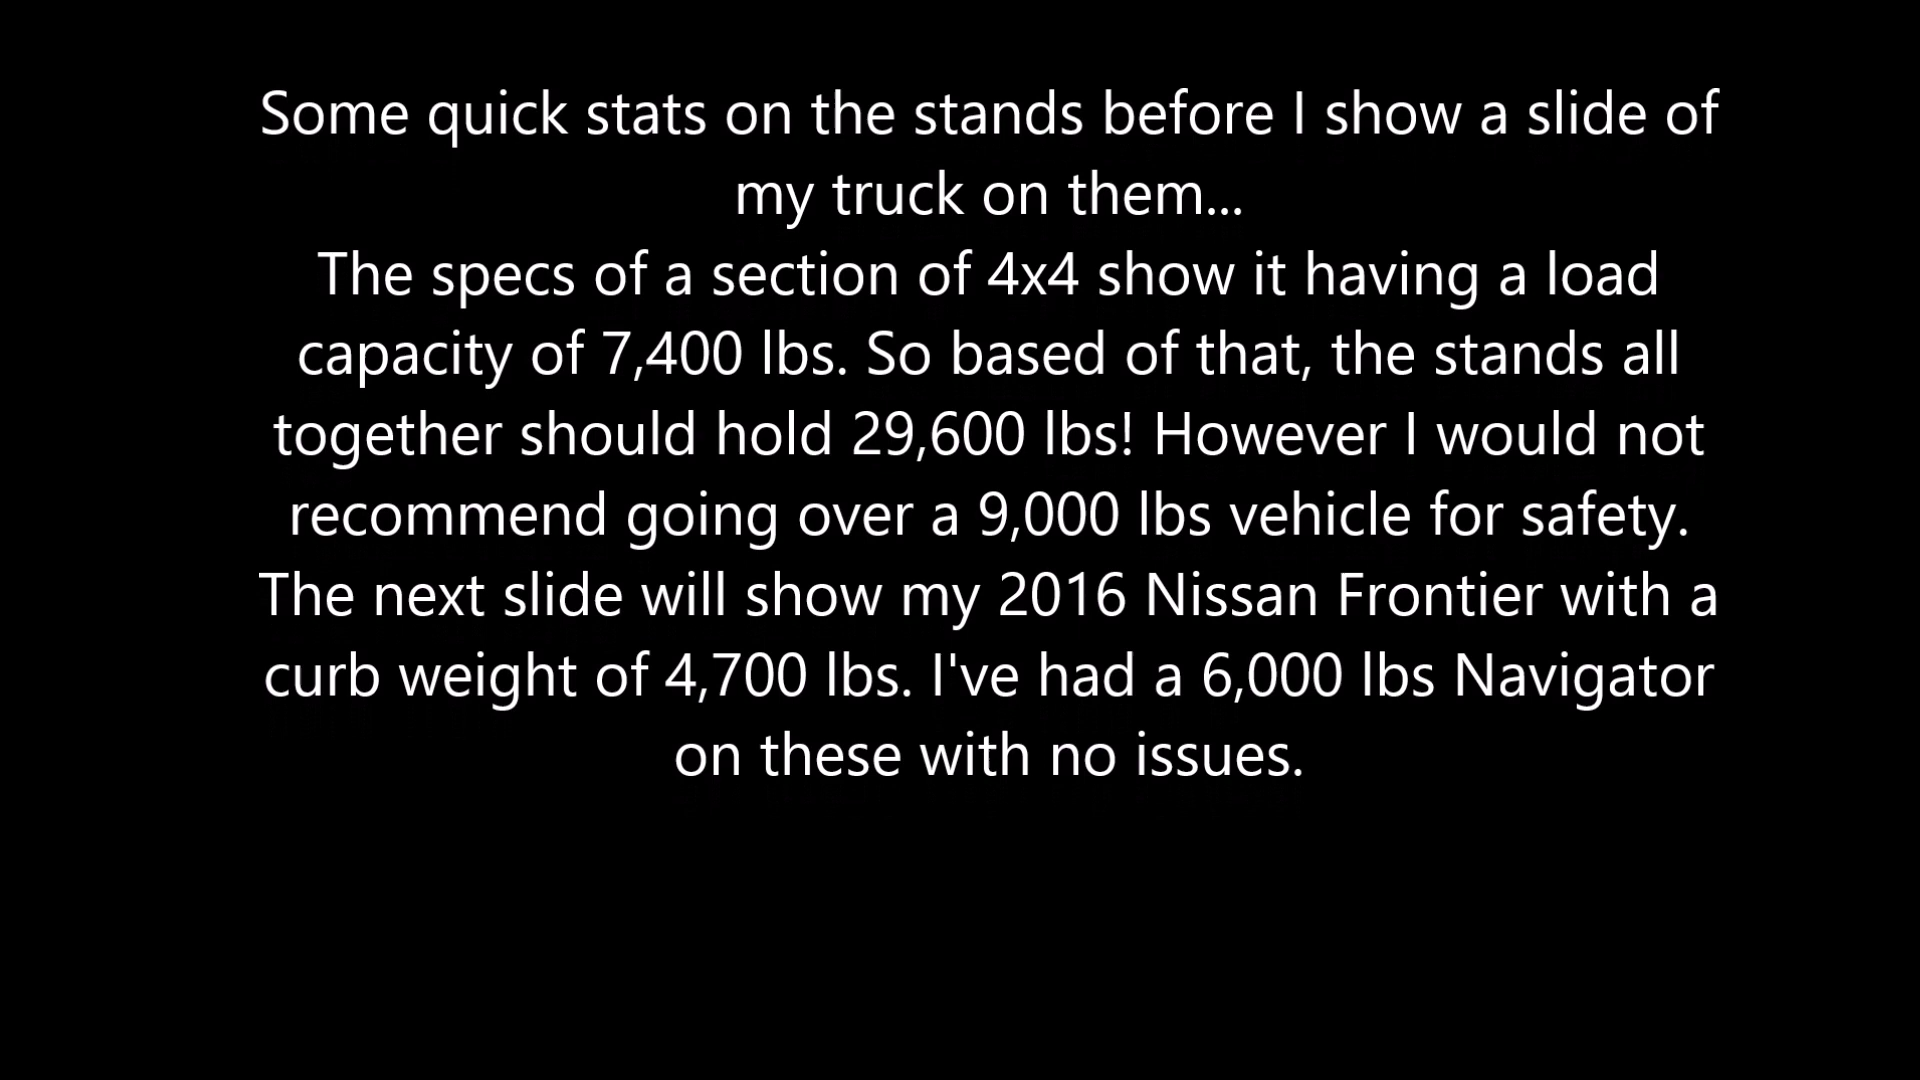 Some quick stats on the stands before I show a slide of
my truck on them...
The specs of a section of 4x4 show it having a load
capacity of 7,400 lbs. So based of that, the stands all
together should hold 29,600 lbs! However I would not
recommend going over a 9,000 lbs vehicle for safety.
The next slide will show my 2016 Nissan Frontier with a
curb weight of 4,700 lbs. I've had a 6,000 lbs Navigator
on these with no issues.